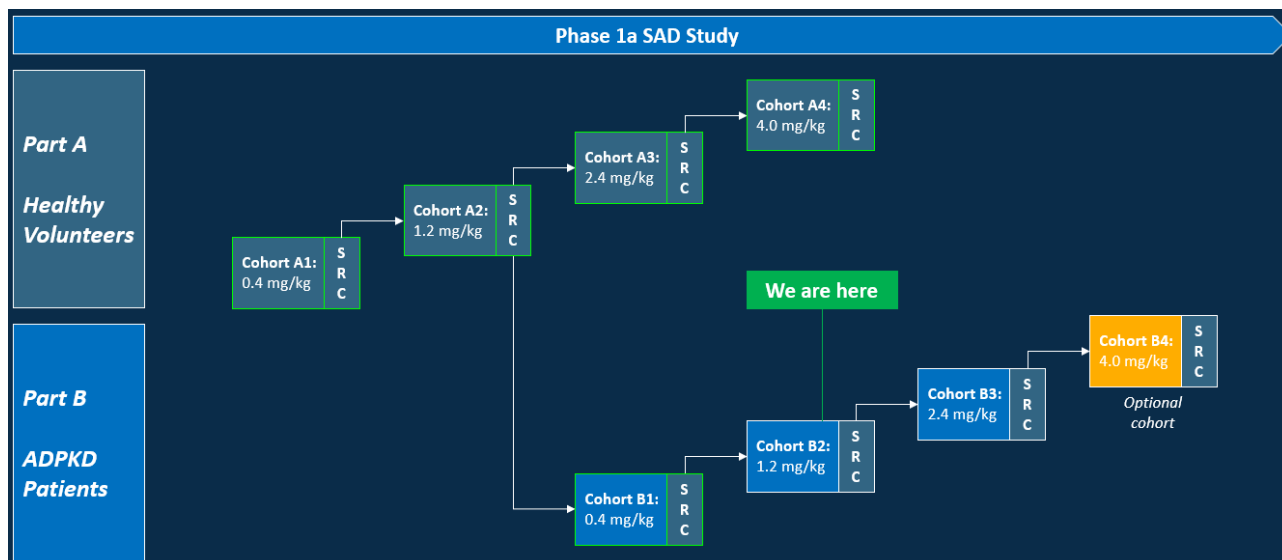 Phase 1a SAD Study
Part A
Healthy
Volunteers
Cohort A1:
0.4 mg/kg
S
R
C
Cohort A2:
1.2 mg/kg
S
R
C
Cohort A3:
2.4 mg/kg
S
R
C
Cohort A4:
4.0 mg/kg
S
R
C
We are here
Part B
ADPKD
Patients
Cohort B1:
0.4 mg/kg
S
R
C
Cohort B2:
1.2 mg/kg
S
R
C
Cohort B3:
2.4 mg/kg
S
R
C
Cohort B4:
4.0 mg/kg
S
R
C
Optional
cohort